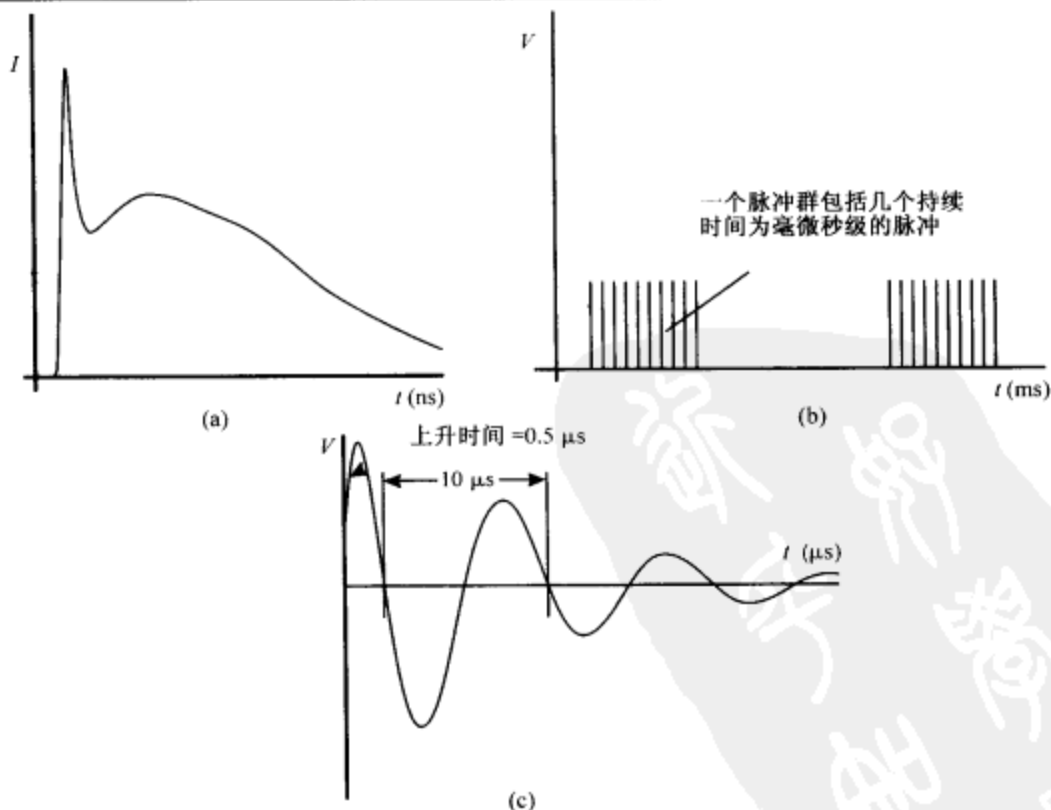 I
V
一个脉冲群包括几个持续
时间为毫微秒级的脉冲
t (ns)
t (ms)
(a)
(b)
V
上升时间 =0.5 μs
10 μs
t (μs)
(c)